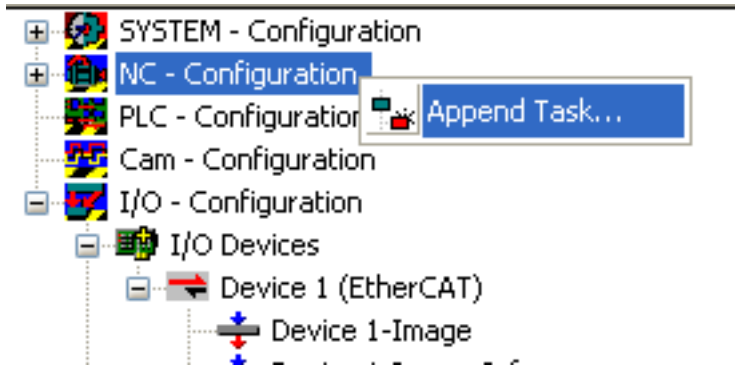 SYSTEM - Configuration
NC - Configuration
Append Task...
PLC - Configuration
Cam - Configuration
I/O - Configuration
I/O Devices
Device 1 (EtherCAT)
Device 1-Image